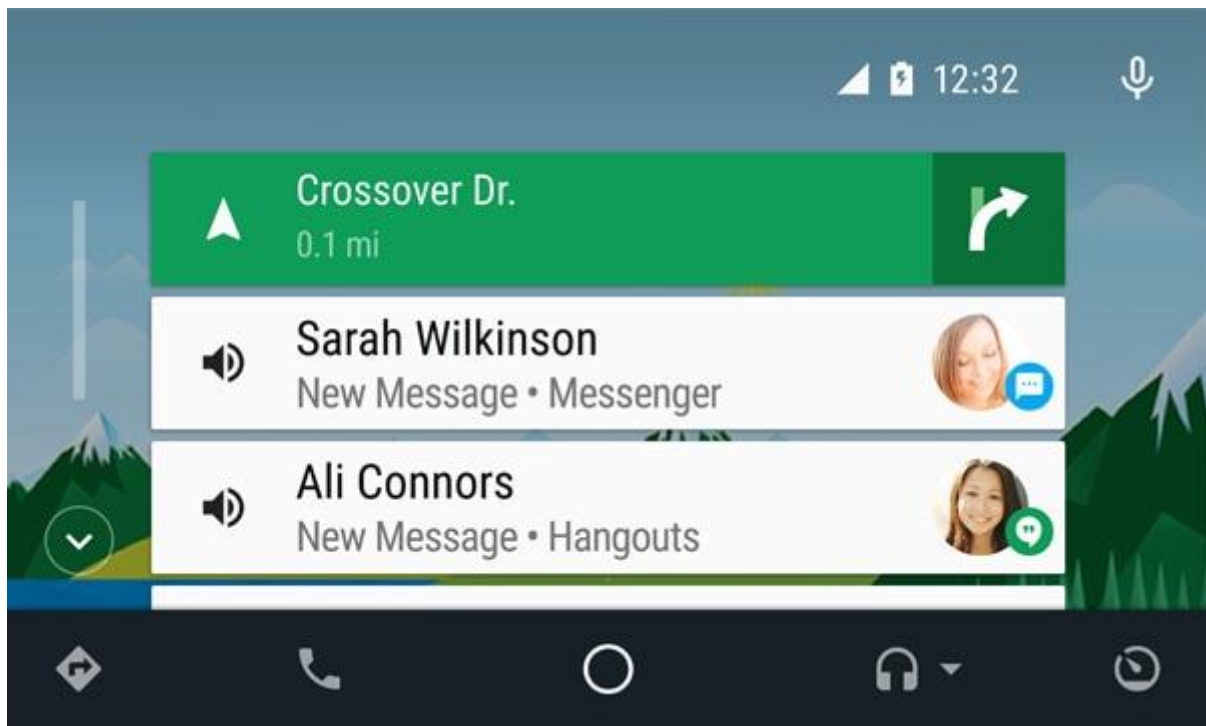 12:32
Crossover Dr.
0.1 mi
Sarah Wilkinson
New Message • Messenger
Ali Connors
New Message • Hangouts